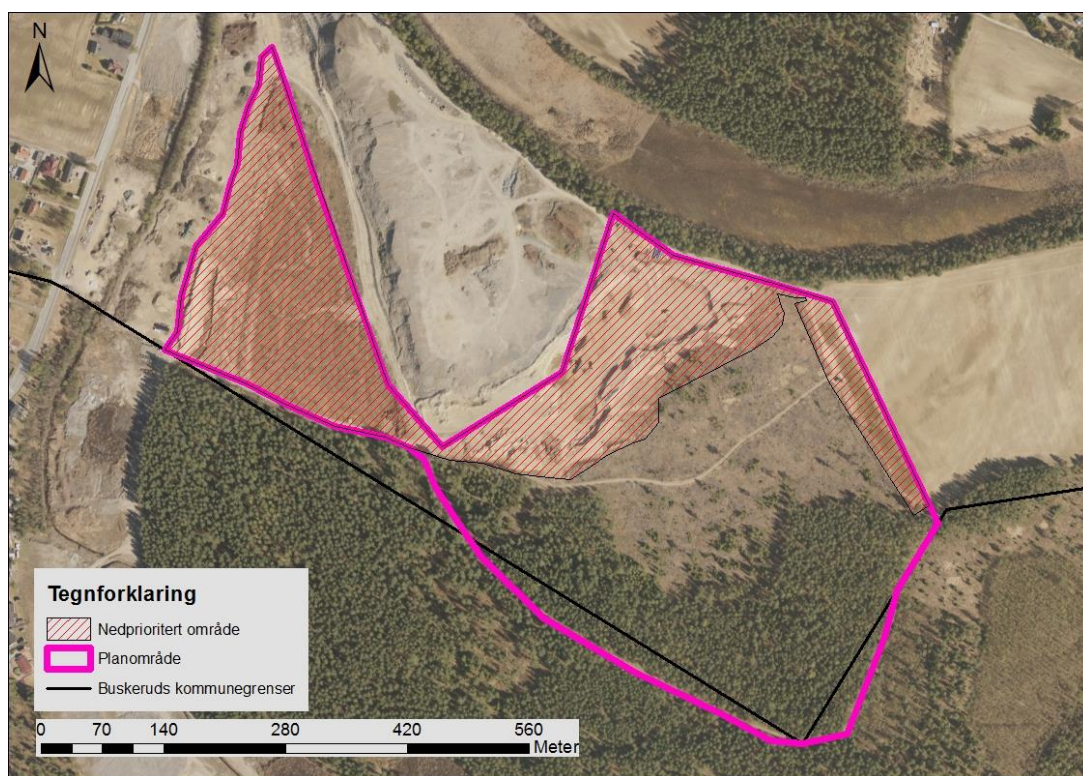 N
Tegnforklaring
Nedprioritert område
Planområde
Buskeruds kommunegrenser
0 70 140 280 420 560
Meter